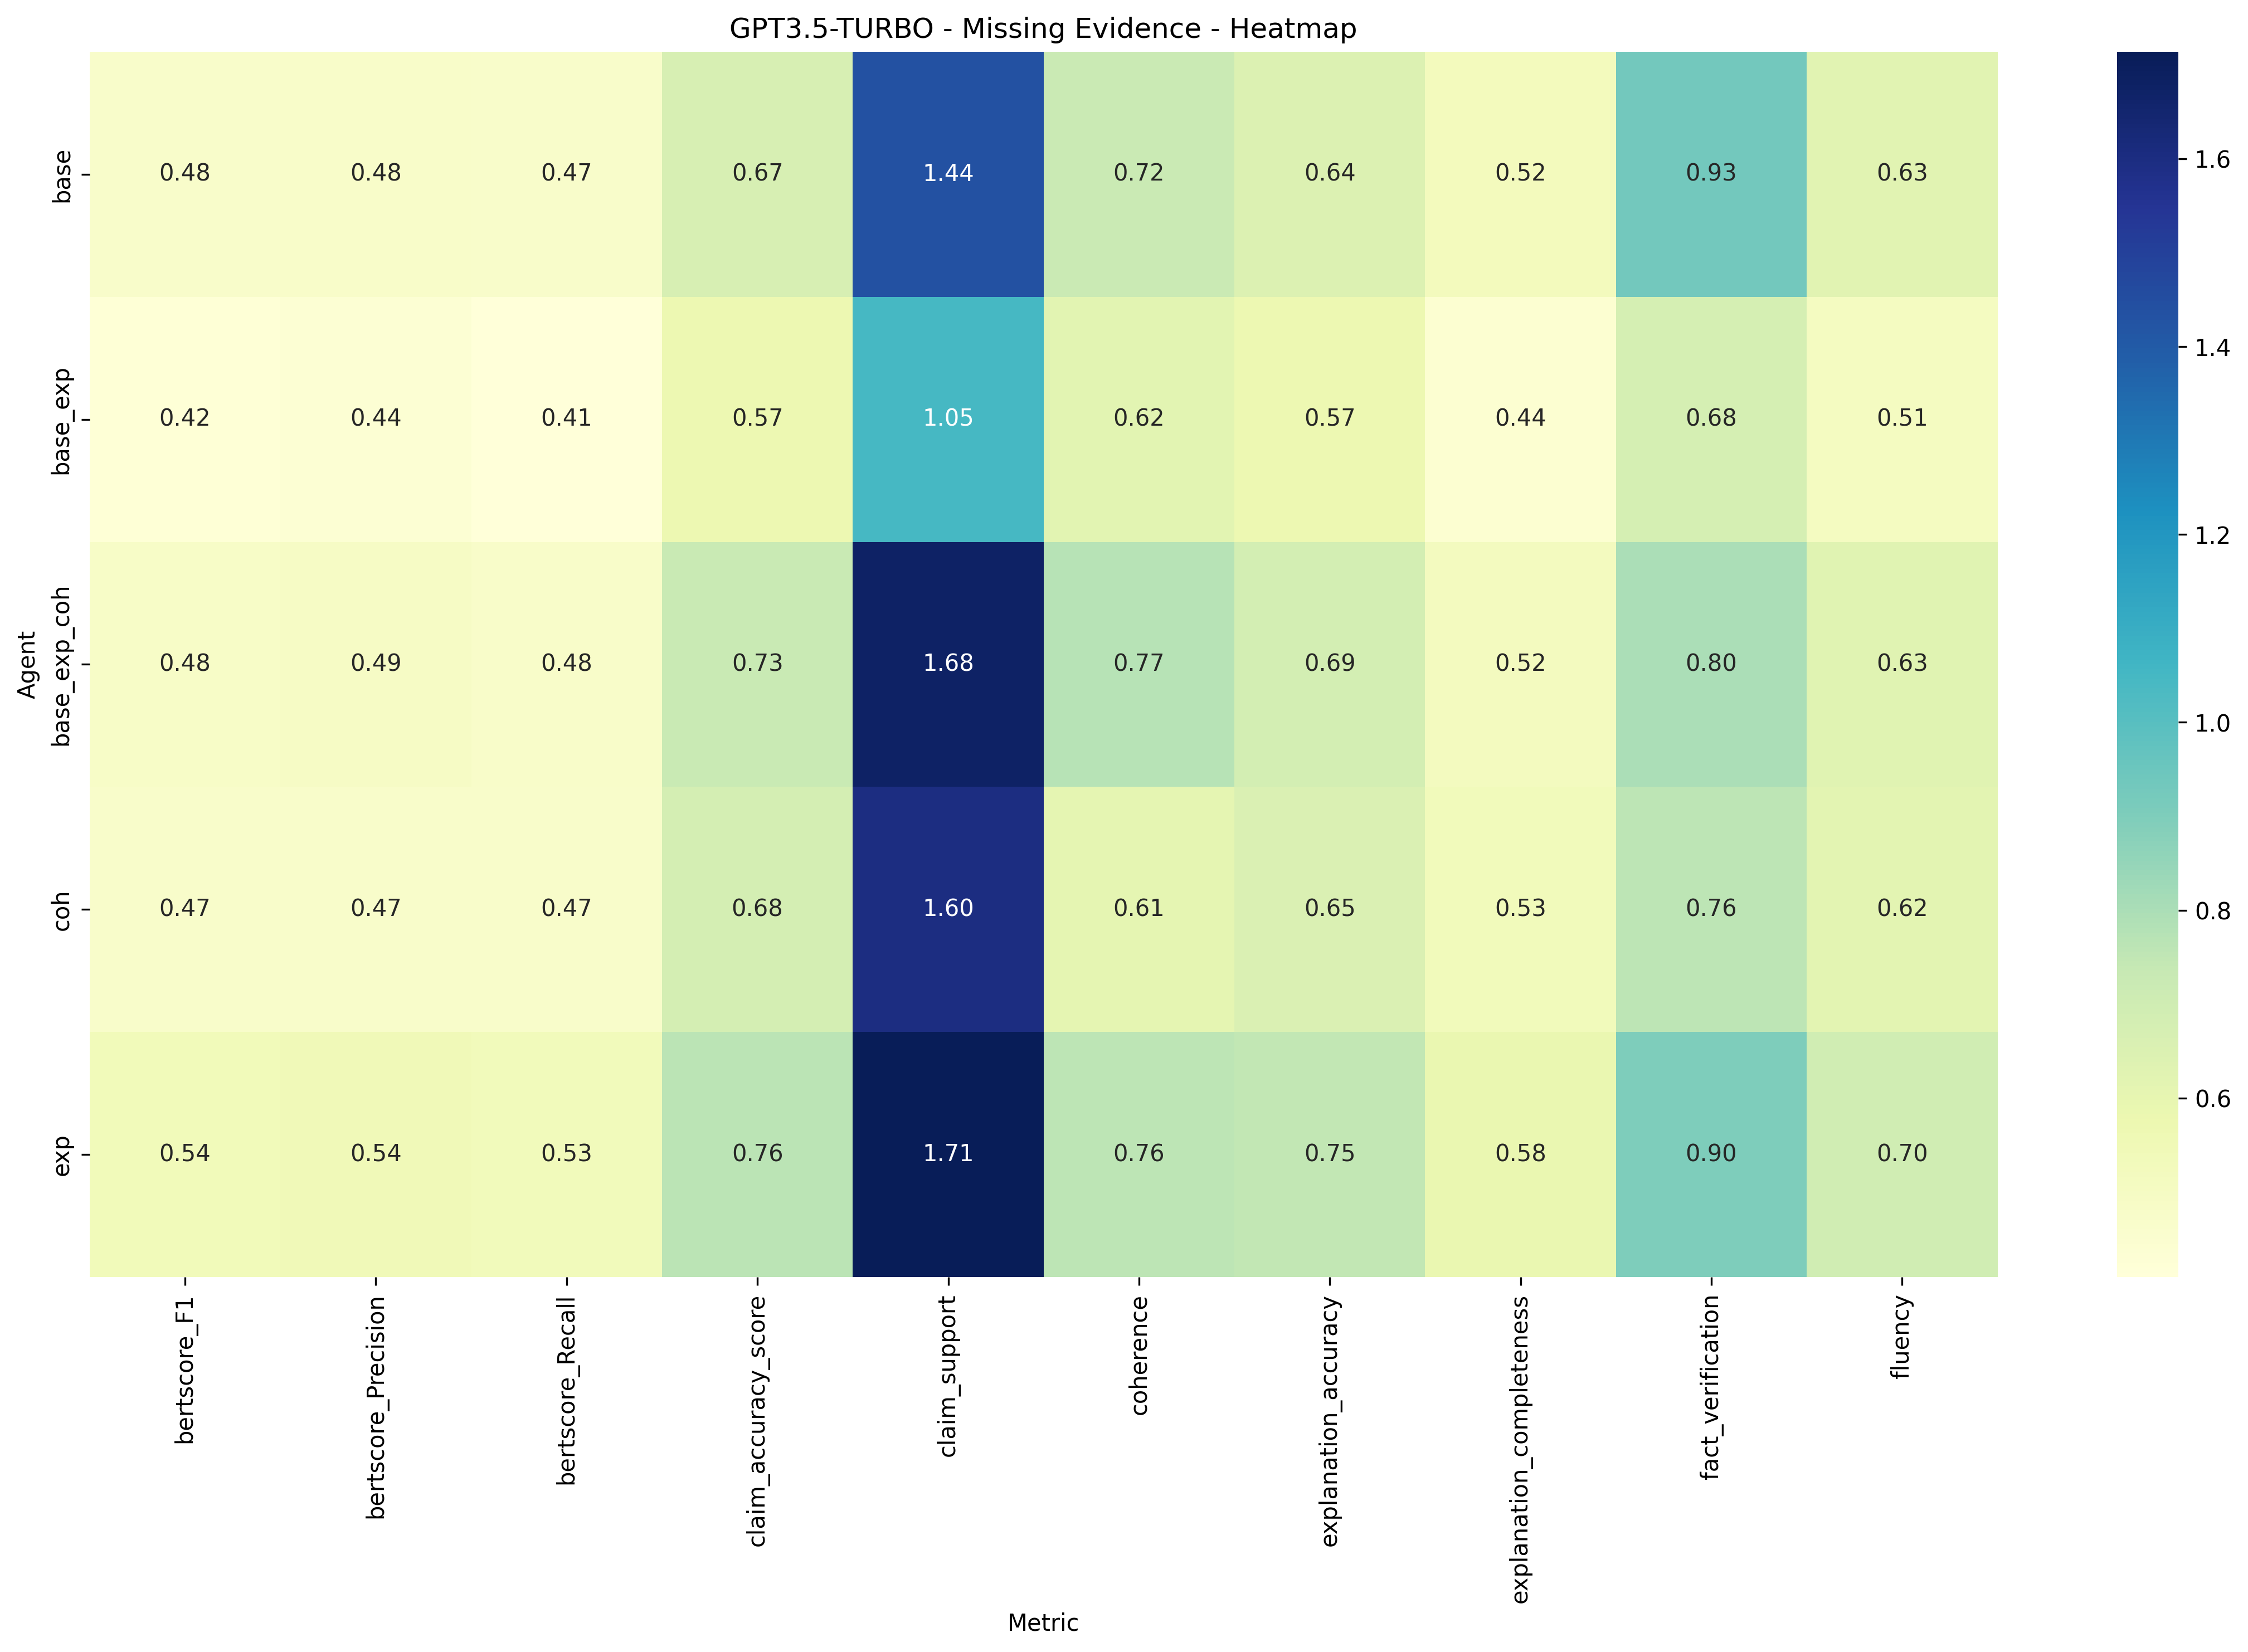 GPT3.5-TURBO - Missing Evidence - Heatmap
Agent
base
0.48 0.48 0.47 0.67 1.44 0.72 0.64 0.52 0.93 0.63
base_exp
0.42 0.44 0.41 0.57 1.05 0.62 0.57 0.44 0.68 0.51
base_exp_coh
0.48 0.49 0.48 0.73 1.68 0.77 0.69 0.52 0.80 0.63
coh
0.47 0.47 0.47 0.68 1.60 0.61 0.65 0.53 0.76 0.62
exp
0.54 0.54 0.53 0.76 1.71 0.76 0.75 0.58 0.90 0.70
bertscore_F1
bertscore_Precision
bertscore_Recall
claim_accuracy_score
claim_support
coherence
explanation_accuracy
explanation_completeness
fact_verification
fluency
Metric
1.6
1.4
1.2
1.0
0.8
0.6